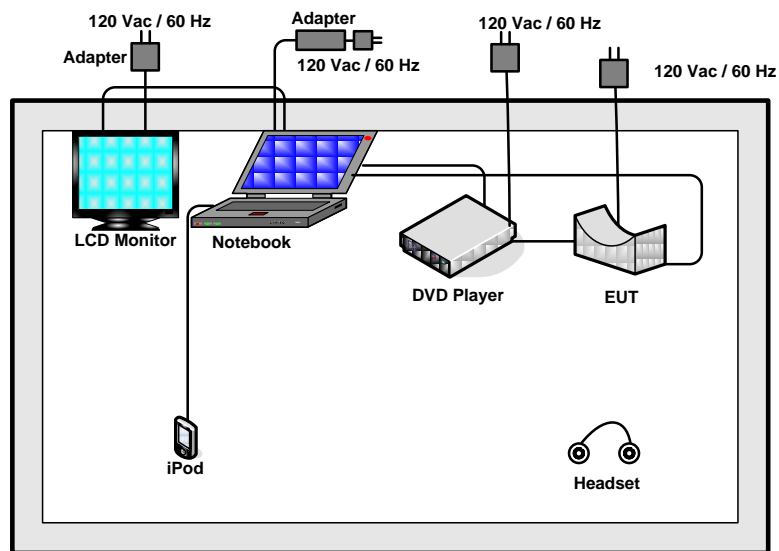 120 Vac / 60 Hz
Adapter
Adapter
120 Vac / 60 Hz
120 Vac / 60 Hz
120 Vac / 60 Hz
LCD Monitor
Notebook
DVD Player
EUT
iPod
Headset